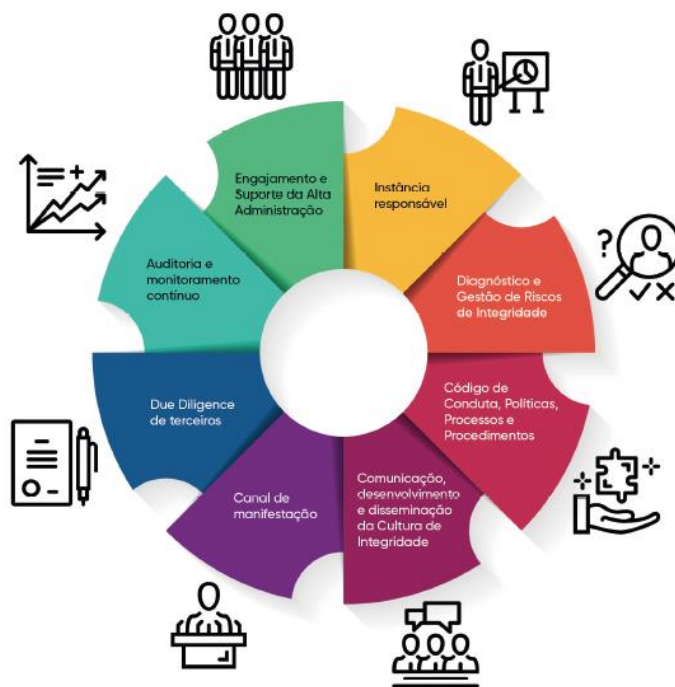 Engajamento e
Suporte da Alta
Administração
Instância
responsável
Diagnóstico e
Gestão de Riscos
de Integridade
Código de
Conduta, Políticas,
Processos e
Procedimentos
Comunicação,
desenvolvimento
e disseminação
da Cultura de
Integridade
Canal de
manifestação
Due Diligence
de terceiros
Auditoria e
monitoramento
contínuo